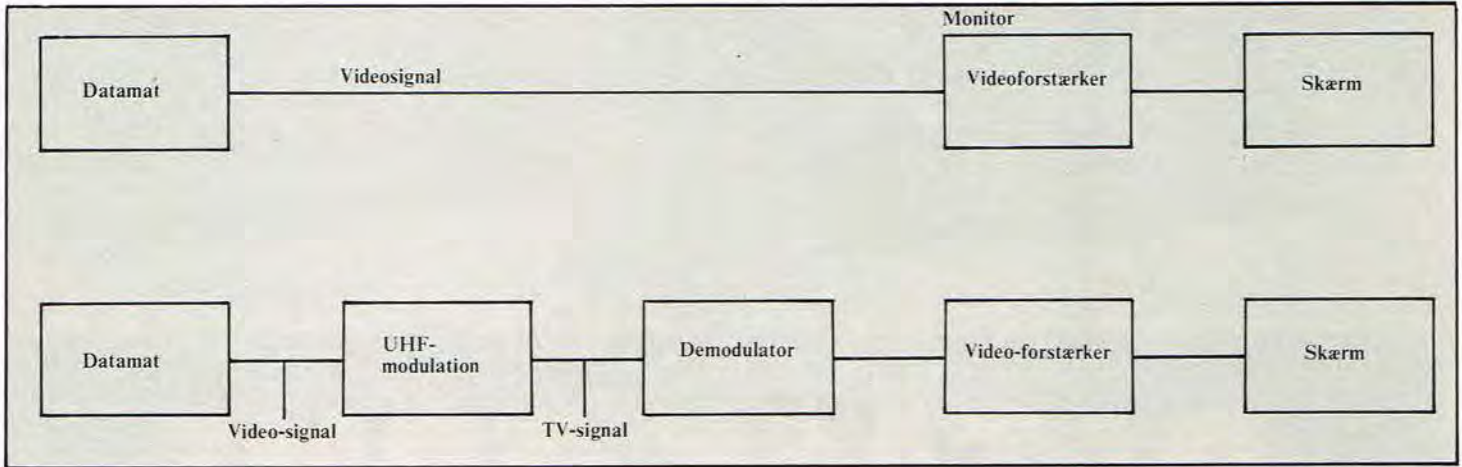 Monitor
Datamat
Videosignal
Videoforstærker
Skærm
Datamat
UHF-
modulation
Demodulator
Video-forstærker
Skærm
Video-signal
TV-signal